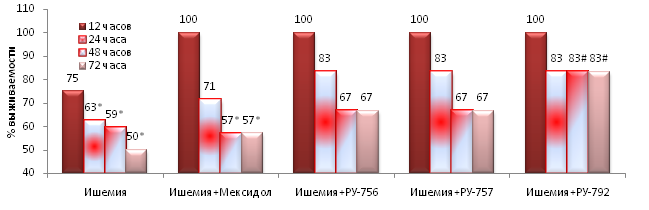 110
100
90
80
70
60
50
40
% выживаемости
12 часов
24 часа
48 часов
72 часа
75 63* 59* 50*
100 71 57* 57*
100 83 67 67
100 83 67 67
100 83 83# 83#
Ишемия Ишемия+Мексидол Ишемия+РУ-756 Ишемия+РУ-757 Ишемия+РУ-792